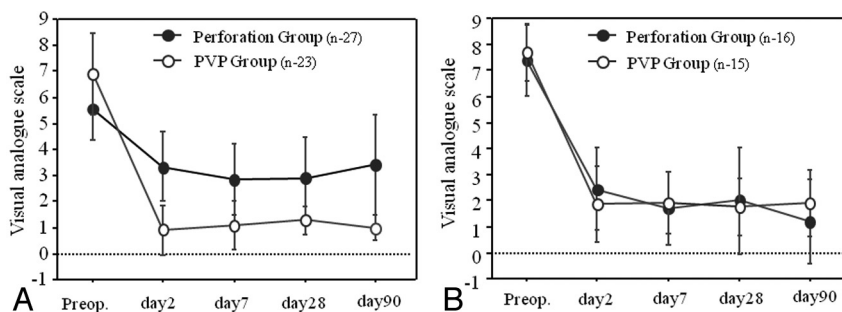 9
8
7
6
5
4
3
2
1
0
-1
Visual analogue scale
Perforation Group (n-27)
PVP Group (n-23)
A
Preop. day2 day7 day28 day90
9
8
7
6
5
4
3
2
1
0
-1
Visual analogue scale
Perforation Group (n-16)
PVP Group (n-15)
B
Preop. day2 day7 day28 day90